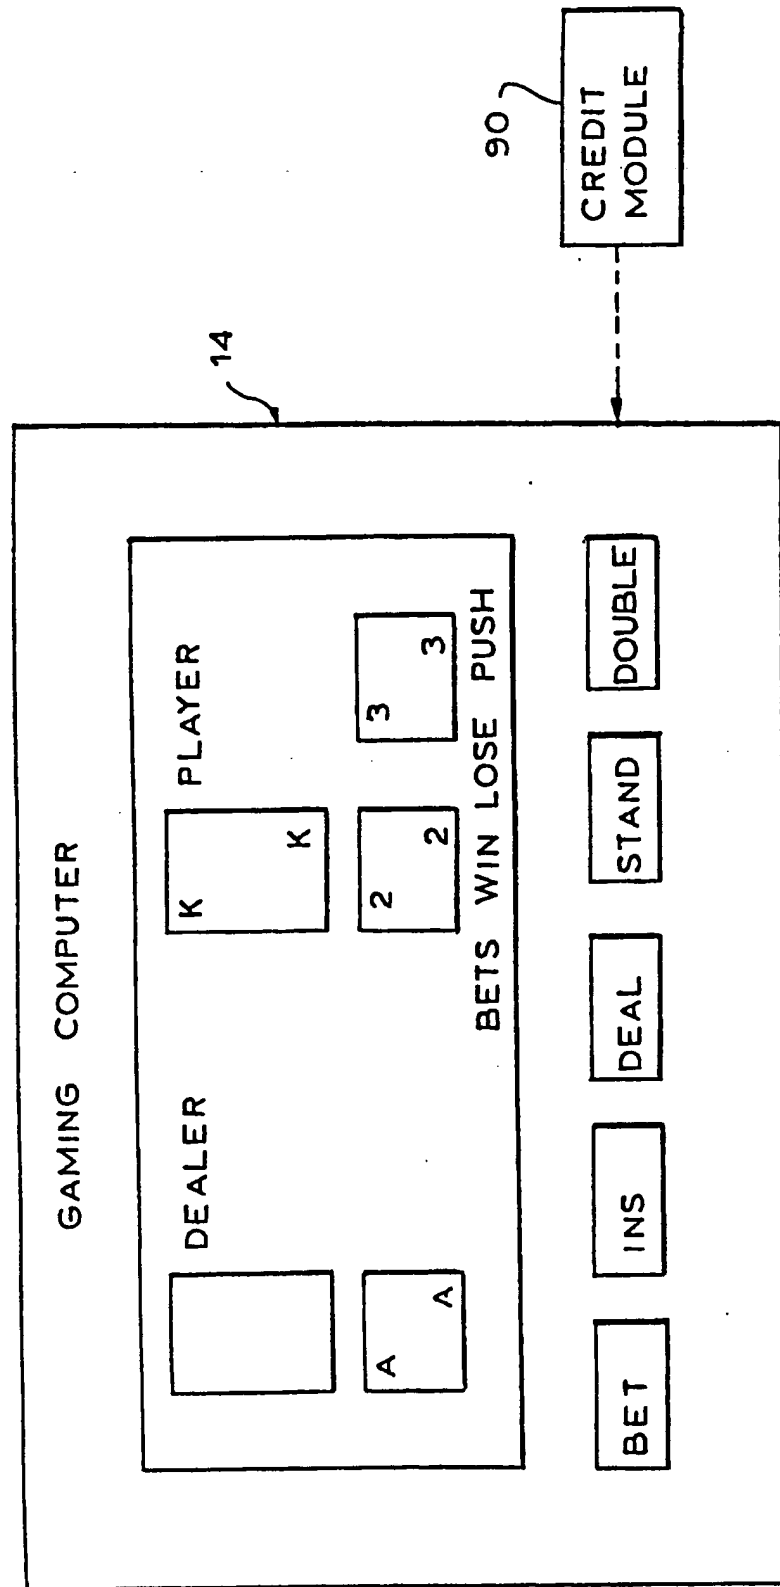 GAMING COMPUTER
14
90
CREDIT
MODULE
DEALER
PLAYER
K
K
A
A
2
2
3
3
BETS WIN LOSE PUSH
BET
INS
DEAL
STAND
DOUBLE